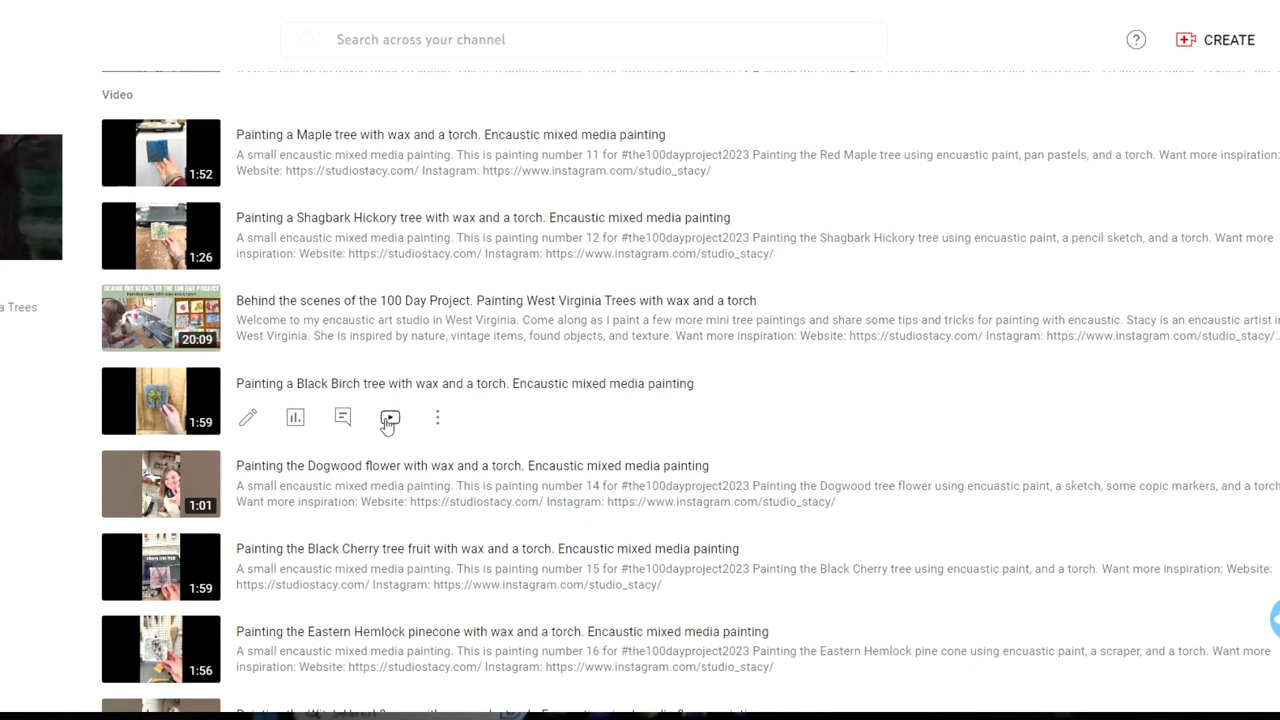 Search across your channel
CREATE
Video
a Trees
Painting a Maple tree with wax and a torch. Encaustic mixed media painting
A small encaustic mixed media painting. This is painting number 11 for #the100dayproject2023 Painting the Red Maple tree using encuastic paint, pan pastels, and a torch. Want more inspiration:
Website: https://studiostacy.com/ Instagram: https://www.instagram.com/studio_stacy/
1:52
Painting a Shagbark Hickory tree with wax and a torch. Encaustic mixed media painting
A small encaustic mixed media painting. This is painting number 12 for #the100dayproject2023 Painting the Shagbark Hickory tree using encuastic paint, a pencil sketch, and a torch. Want more
inspiration: Website: https://studiostacy.com/ Instagram: https://www.instagram.com/studio_stacy/
1:26
BEHIND THE SCENES OF THE 100 DAY PROJECT
Behind the scenes of the 100 Day Project. Painting West Virginia Trees with wax and a torch
Welcome to my encaustic art studio in West Virginia. Come along as I paint a few more mini tree paintings and share some tips and tricks for painting with encaustic. Stacy is an encaustic artist in
West Virginia. She Is inspired by nature, vintage items, found objects, and texture. Want more inspiration: Website: https://studiostacy.com/ Instagram: https://www.instagram.com/studio_stacy/...
20:09
Painting a Black Birch tree with wax and a torch. Encaustic mixed media painting
1:59
Painting the Dogwood flower with wax and a torch. Encaustic mixed media painting
A small encaustic mixed media painting. This is painting number 14 for #the100dayproject2023 Painting the Dogwood tree flower using encuastic paint, a sketch, some copic markers, and a torch
Want more inspiration: Website: https://studiostacy.com/ Instagram: https://www.instagram.com/studio_stacy/
1:01
Painting the Black Cherry tree fruit with wax and a torch. Encaustic mixed media painting
A small encaustic mixed media painting. This is painting number 15 for #the100dayproject2023 Painting the Black Cherry tree using encuastic paint, and a torch. Want more inspiration: Website:
https://studiostacy.com/ Instagram: https://www.instagram.com/studio_stacy/
1:59
Painting the Eastern Hemlock pinecone with wax and a torch. Encaustic mixed media painting
A small encaustic mixed media painting. This is painting number 16 for #the100dayproject2023 Painting the Eastern Hemlock pine cone using encuastic paint, a scraper, and a torch. Want more
inspiration: Website: https://studiostacy.com/ Instagram: https://www.instagram.com/studio_stacy/
1:56